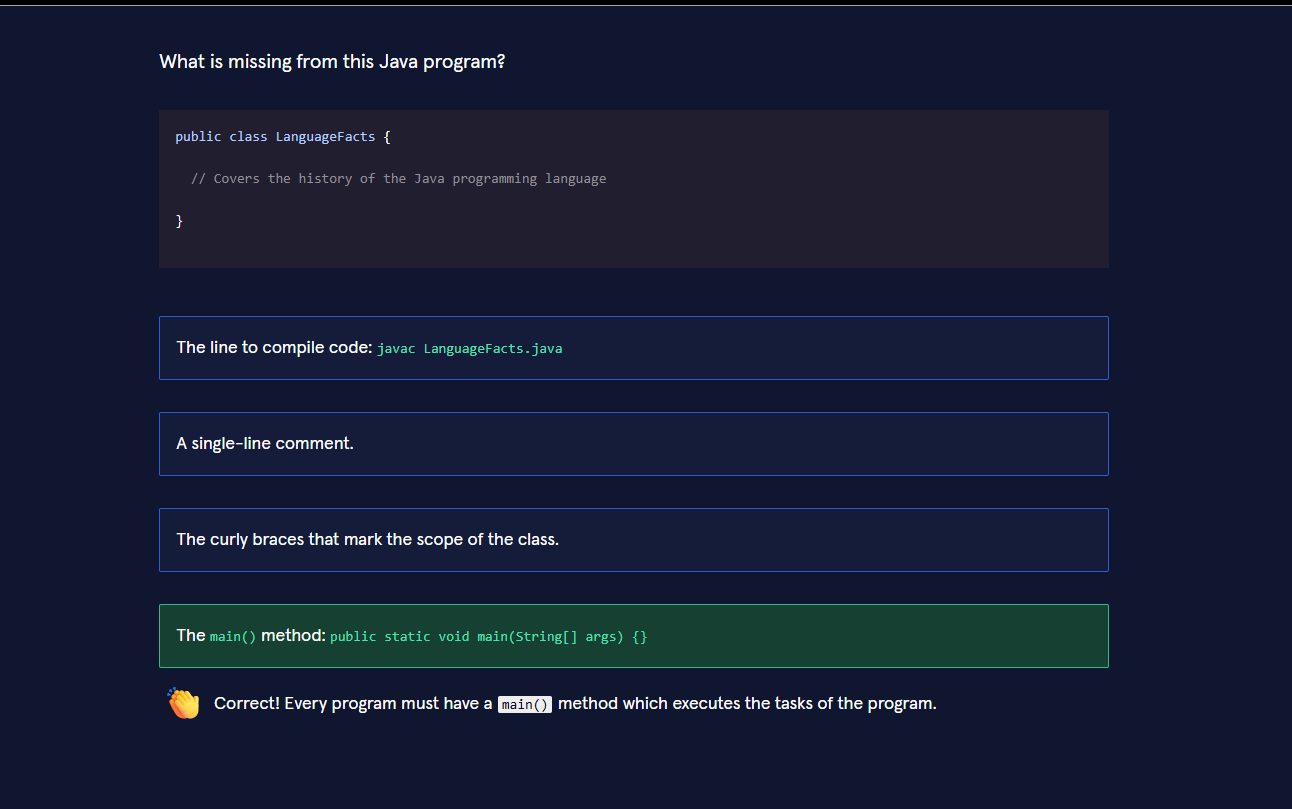 What is missing from this Java program?
public class LanguageFacts {
// Covers the history of the Java programming language
}
The line to compile code: javac LanguageFacts.java
A single-line comment.
The curly braces that mark the scope of the class.
The main() method: public static void main(String[] args) {}
Correct! Every program must have a main() method which executes the tasks of the program.